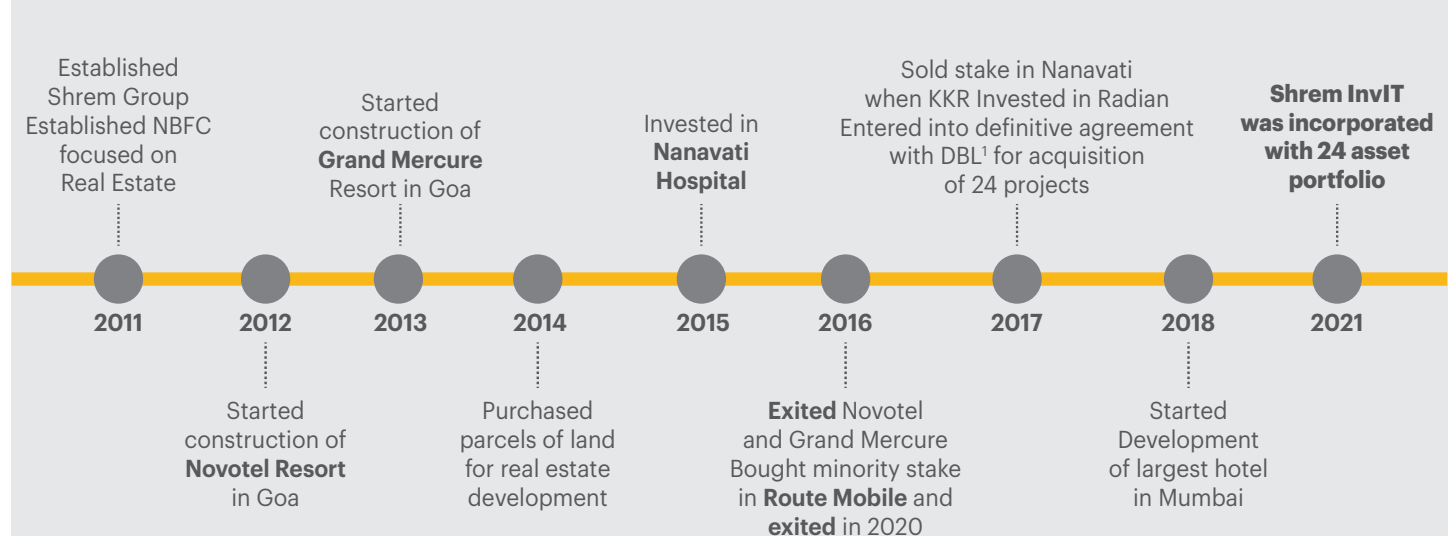 Established
Shrem Group
Established NBFC
focused on
Real Estate
Started
construction of
Grand Mercure
Resort in Goa
Invested in
Nanavati
Hospital
Sold stake in Nanavati
when KKR Invested in Radian
Entered into definitive agreement
with DBL¹ for acquisition
of 24 projects
Shrem InvIT
was incorporated
with 24 asset
portfolio
2011 2012 2013 2014 2015 2016 2017 2018 2021
Started
construction of
Novotel Resort
in Goa
Purchased
parcels of land
for real estate
development
Exited Novotel
and Grand Mercure
Bought minority stake
in Route Mobile and
exited in 2020
Started
Development
of largest hotel
in Mumbai